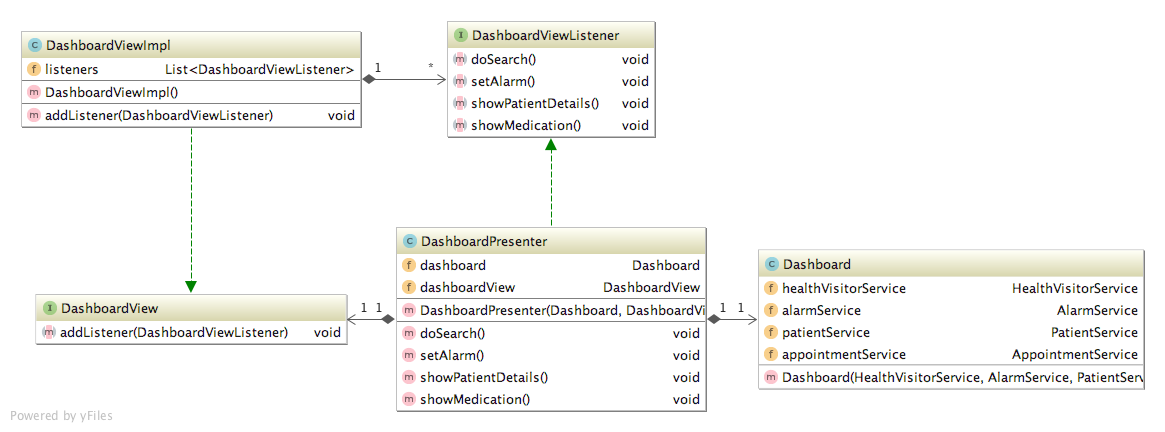 C DashboardViewImpl
f listeners List<DashboardViewListener>
m DashboardViewImpl()
m addListener(DashboardViewListener) void
1 *
I DashboardViewListener
m doSearch() void
m setAlarm() void
m showPatientDetails() void
m showMedication() void
I DashboardView
m addListener(DashboardViewListener) void
1 1
C DashboardPresenter
f dashboard Dashboard
f dashboardView DashboardView
m DashboardPresenter(Dashboard, DashboardVi
m doSearch() void
m setAlarm() void
m showPatientDetails() void
m showMedication() void
1 1
C Dashboard
f healthVisitorService HealthVisitorService
f alarmService AlarmService
f patientService PatientService
f appointmentService AppointmentService
m Dashboard(HealthVisitorService, AlarmService, PatientServ
Powered by yFiles